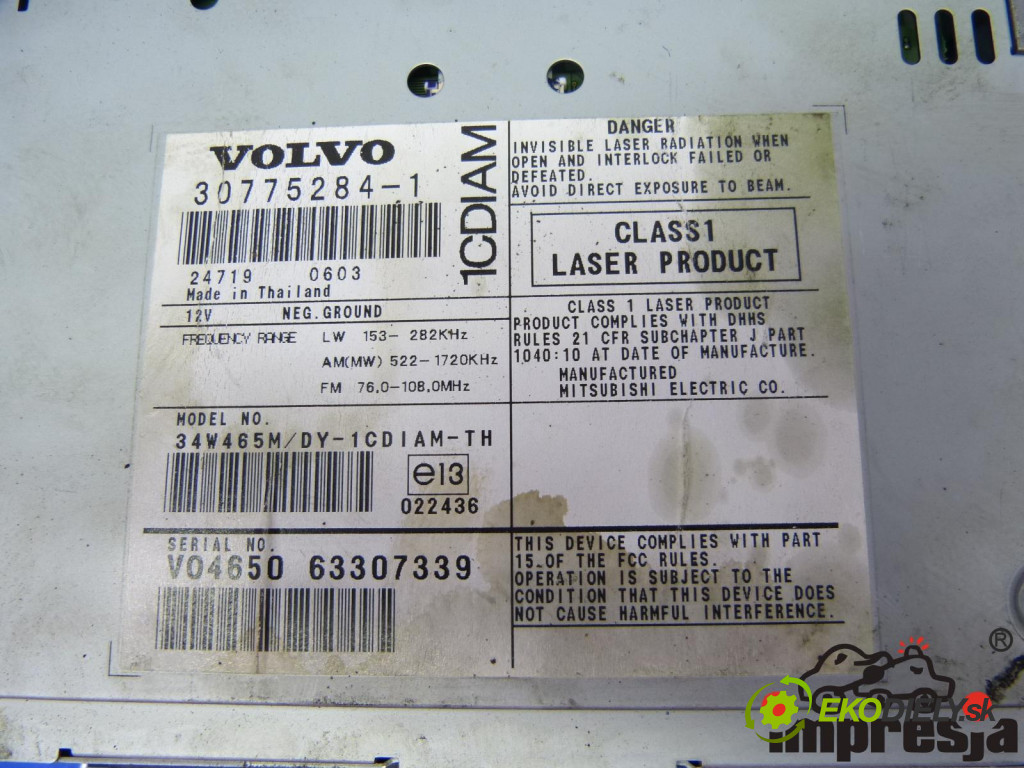 VOLVO
30775284-1
1CDIAM
24719 0603
Made in Thailand
12V NEG. GROUND
FREQUENCY RANGE LW 153- 282KHz
AM(MW) 522-1720KHz
FM 76.0-108.0MHz
MODEL NO.
34W465M/DY-1CDIAM-TH
e13
022436
SERIAL NO.
VO4650 63307339
DANGER
INVISIBLE LASER RADIATION WHEN
OPEN AND INTERLOCK FAILED OR
DEFEATED.
AVOID DIRECT EXPOSURE TO BEAM.
CLASS1
LASER PRODUCT
CLASS 1 LASER PRODUCT
PRODUCT COMPLIES WITH DHHS
RULES 21 CFR SUBCHAPTER J PART
1040:10 AT DATE OF MANUFACTURE.
MANUFACTURED
MITSUBISHI ELECTRIC CO.
THIS DEVICE COMPLIES WITH PART
15 OF THE FCC RULES.
OPERATION IS SUBJECT TO THE
CONDITION THAT THIS DEVICE DOES
NOT CAUSE HARMFUL INTERFERENCE.
®
EKODIELY.sk
impresja